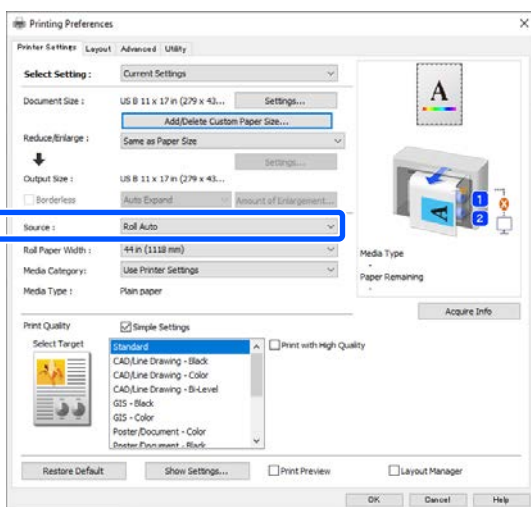 Printing Preferences
Printer Settings Layout Advanced Utility
Select Setting : Current Settings
Document Size : US B 11 x 17 in (279 x 43... Settings...
Add/Delete Custom Paper Size...
Reduce/Enlarge : Same as Paper Size
Settings...
Output Size : US B 11 x 17 in (279 x 43...
Borderless Auto Expand Amount of Enlargement...
Source : Roll Auto
Roll Paper Width : 44 in (1118 mm)
Media Category: Use Printer Settings
Media Type : Plain paper
A
A
1
2
Media Type
-
Paper Remaining
-
Acquire Info
Print Quality Simple Settings
Select Target
Standard
CAD/Line Drawing - Black
CAD/Line Drawing - Color
CAD/Line Drawing - Bi-Level
GIS - Black
GIS - Color
Poster/Document - Color
Poster/Document - Black
Print with High Quality
Restore Default Show Settings... Print Preview Layout Manager
OK Cancel Help